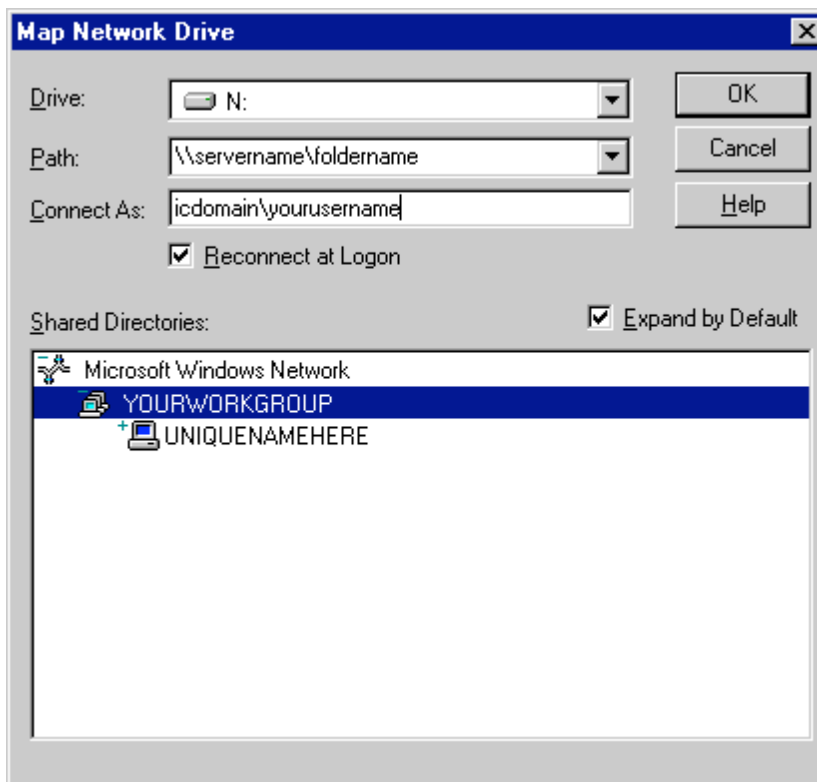 Map Network Drive
Drive: N: OK
Path: \\servername\foldername Cancel
Connect As: icdomain\yourusername Help
Reconnect at Logon
Shared Directories: Expand by Default
Microsoft Windows Network
YOURWORKGROUP
UNIQUENAMEHERE